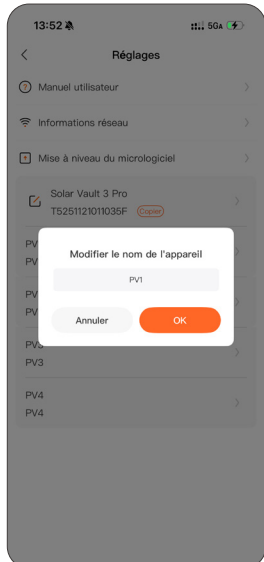 13:52
5GA
Réglages
Manuel utilisateur
Informations réseau
Mise à niveau du micrologiciel
Solar Vault 3 Pro
T5251121011035F Copier
PV
PV
Modifier le nom de l'appareil
PV1
PV
PV
Annuler OK
PV3
PV3
PV4
PV4